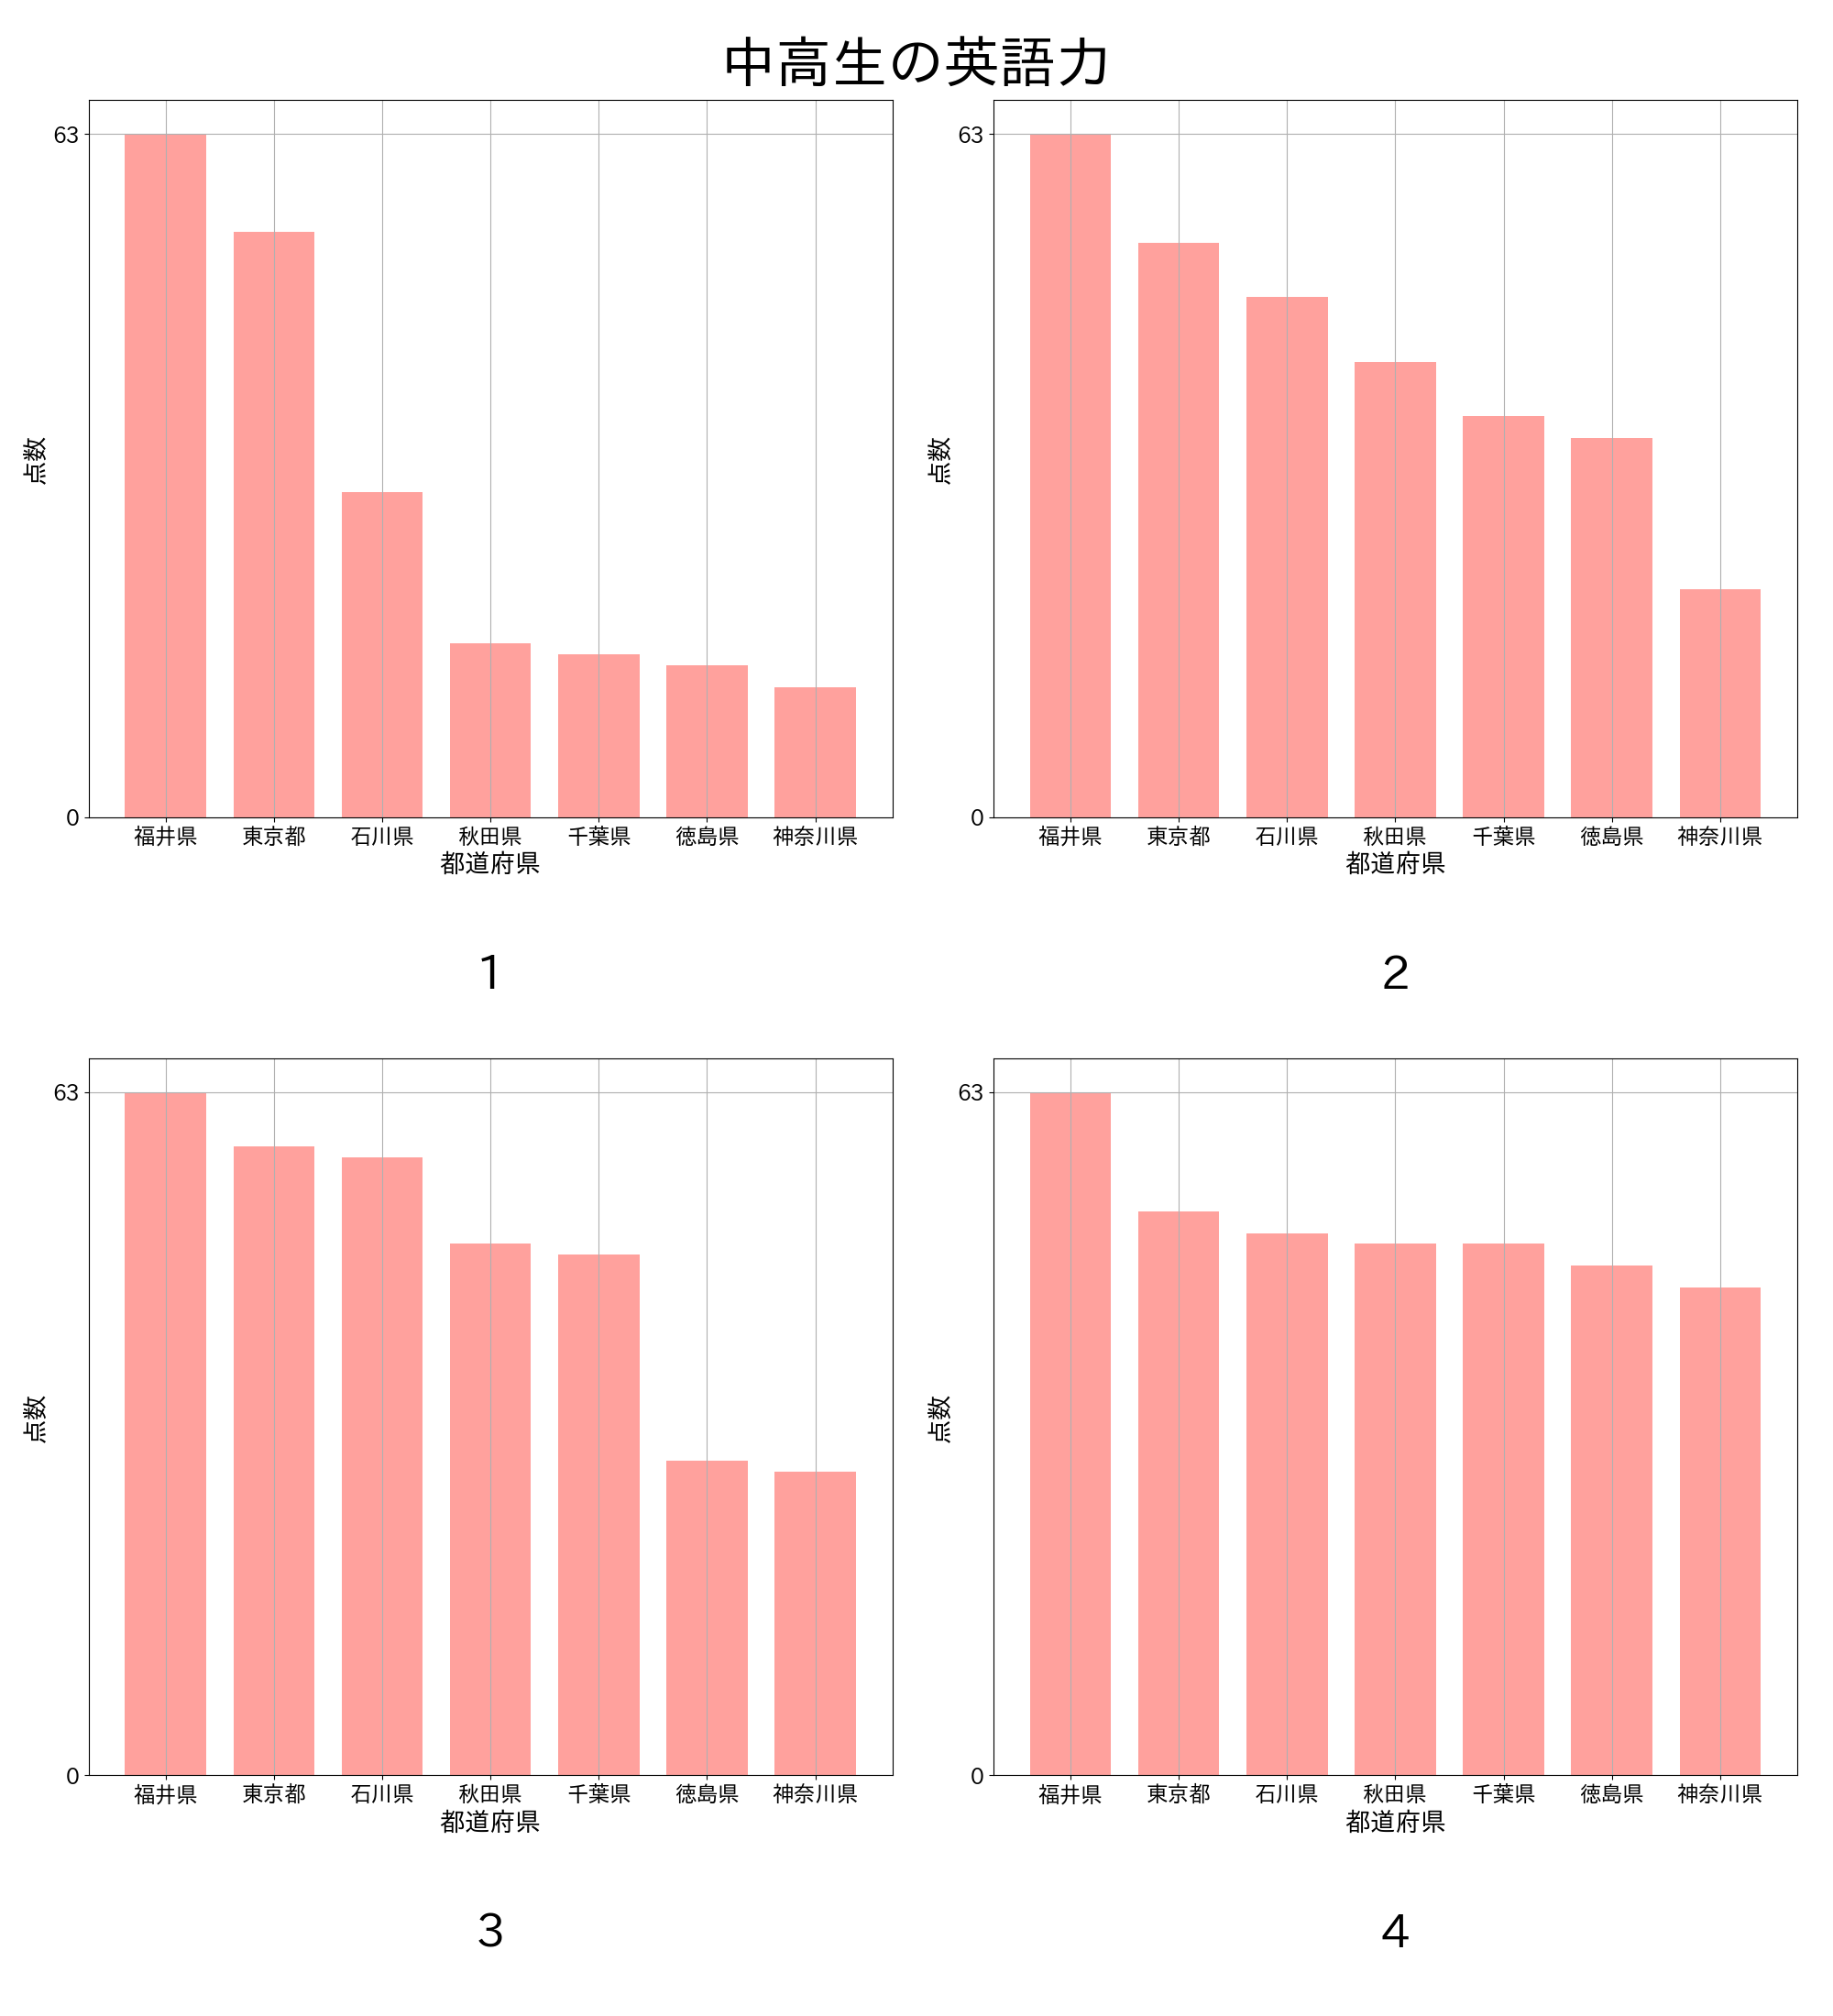 中高生の英語力
63
0
点数
福井県 東京都 石川県 秋田県 千葉県 徳島県 神奈川県
都道府県
1
63
0
点数
福井県 東京都 石川県 秋田県 千葉県 徳島県 神奈川県
都道府県
2
63
0
点数
福井県 東京都 石川県 秋田県 千葉県 徳島県 神奈川県
都道府県
3
63
0
点数
福井県 東京都 石川県 秋田県 千葉県 徳島県 神奈川県
都道府県
4